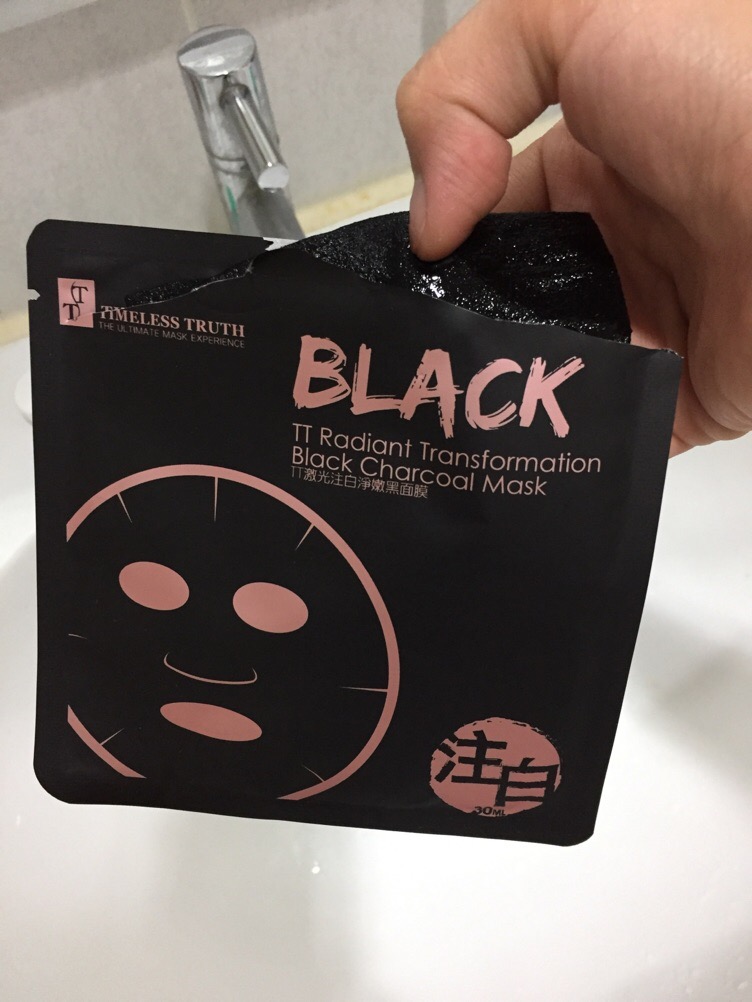 TT
TIMELESS TRUTH
THE ULTIMATE MASK EXPERIENCE
BLACK
TT Radiant Transformation
Black Charcoal Mask
TT激光注白淨嫩黑面膜
注白
30ML